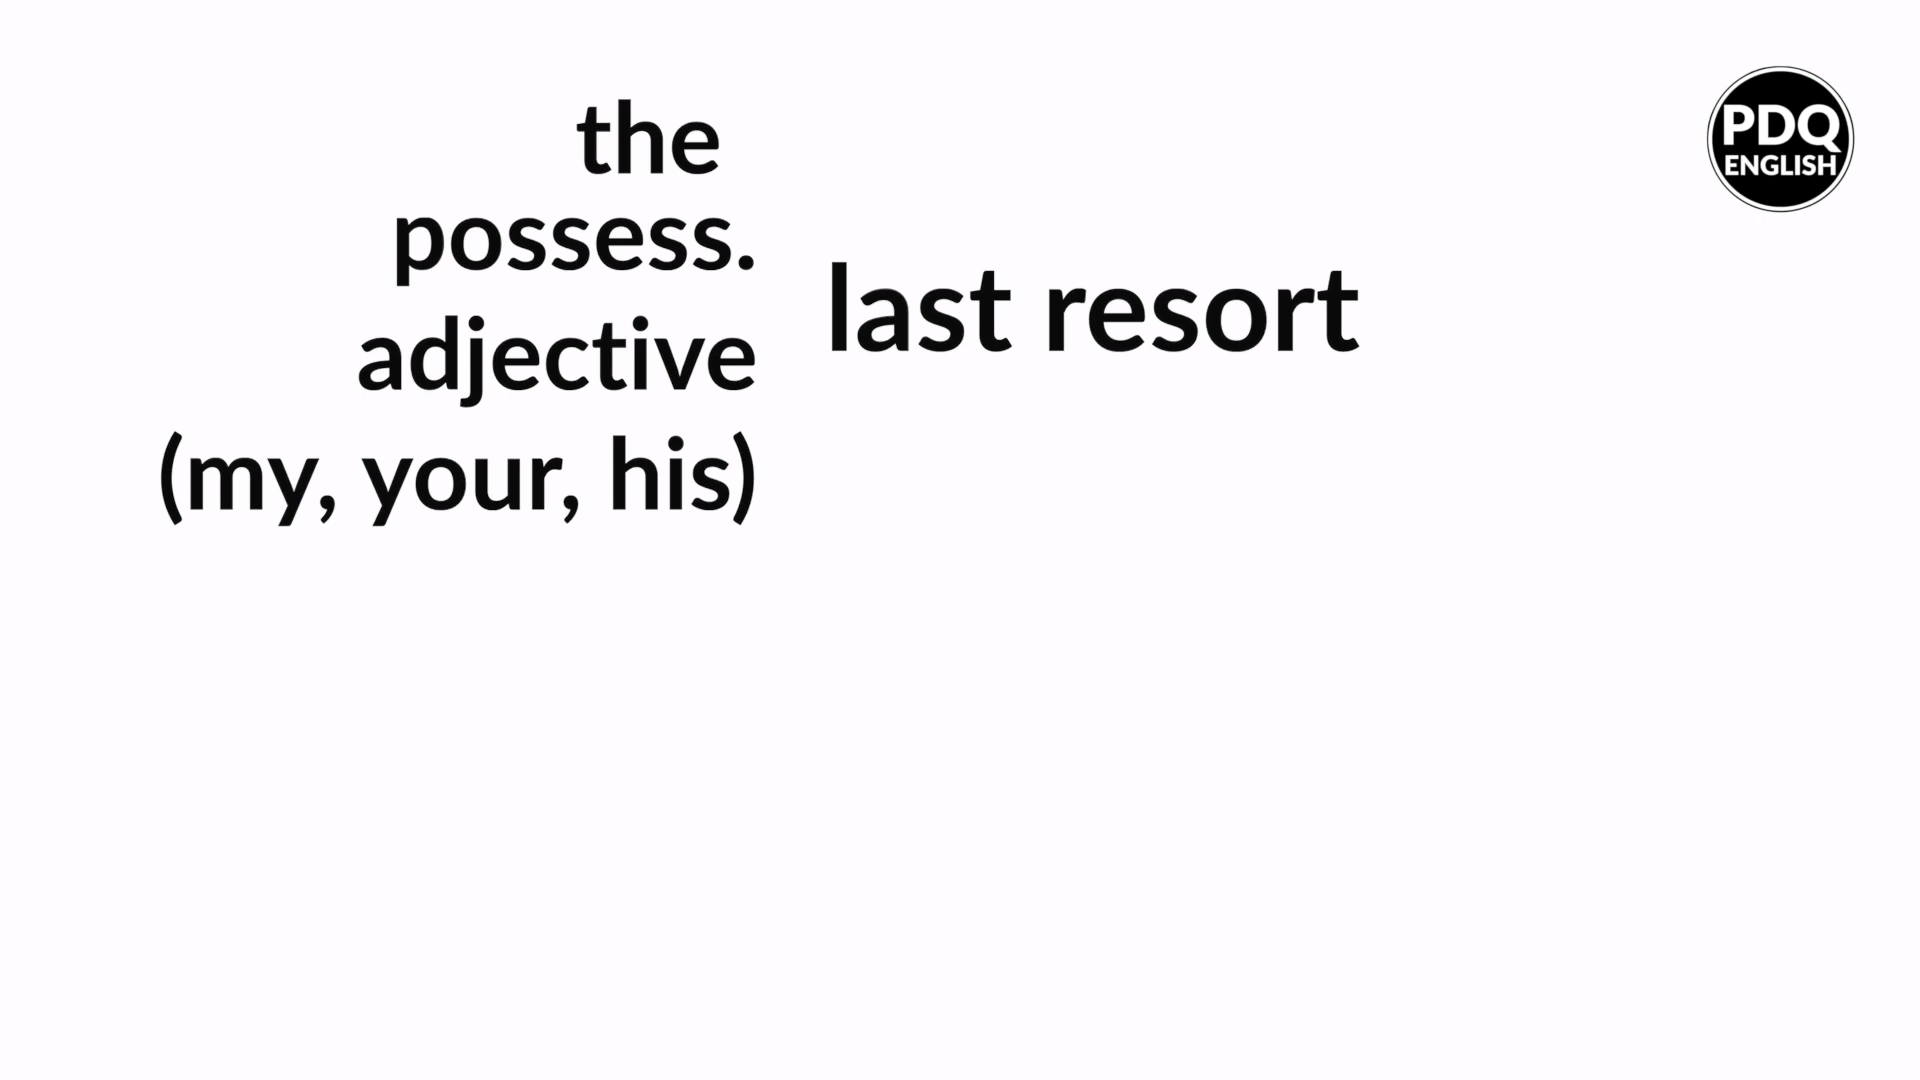 the
possess.
adjective
(my, your, his)
last resort
PDQ
ENGLISH